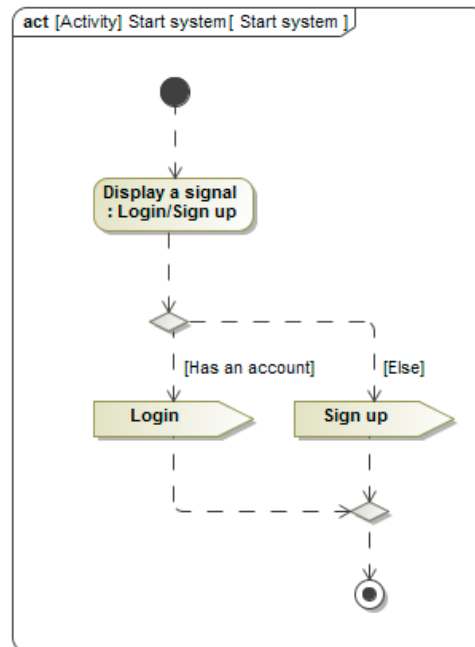 act [Activity] Start system[ Start system ]
Display a signal
: Login/Sign up
[Has an account]
[Else]
Login
Sign up